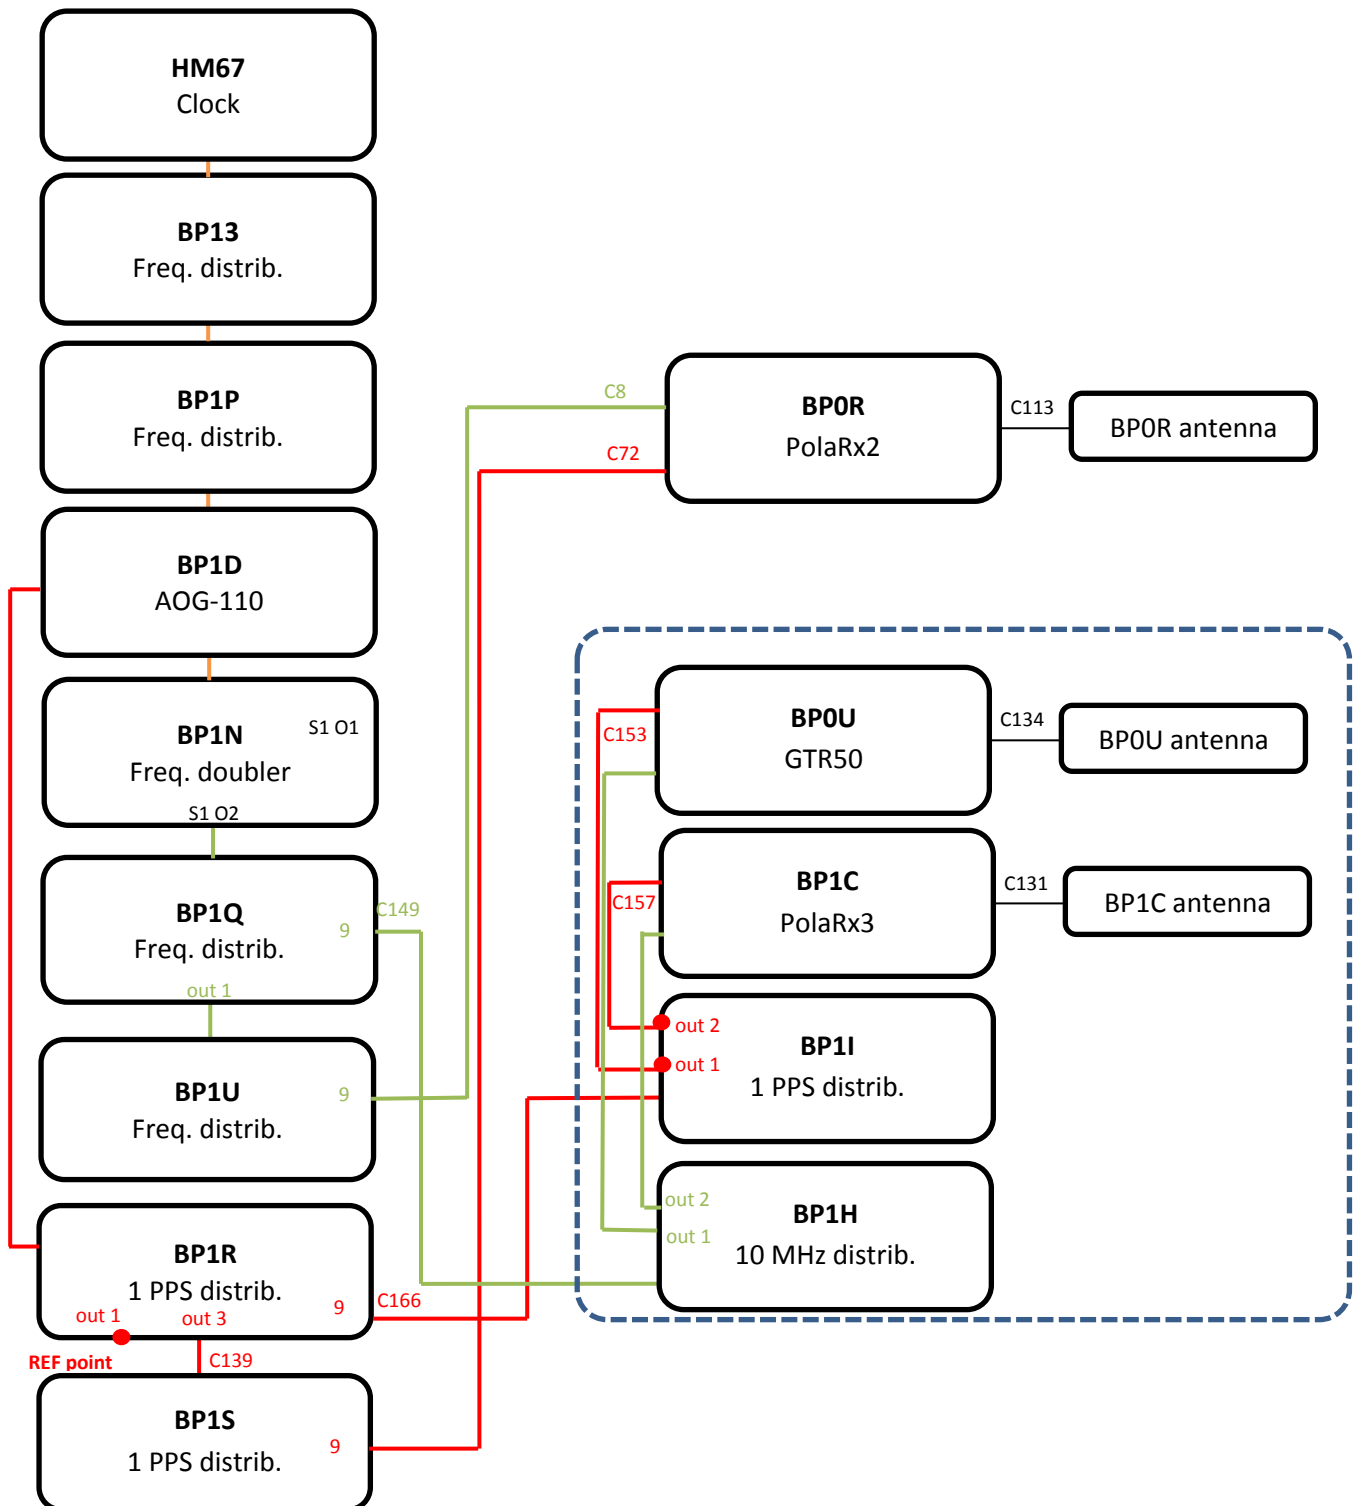 HM67
Clock
BP13
Freq. distrib.
BP1P
Freq. distrib.
BP1D
AOG-110
BP1N
S1 O1
Freq. doubler
S1 O2
BP1Q
9
C149
Freq. distrib.
out 1
BP1U
9
Freq. distrib.
BP1R
1 PPS distrib.
out 1
out 3
9
C166
REF point
C139
BP1S
1 PPS distrib.
9
C8
C72
BP0R
PolaRx2
C113
BP0R antenna
C153
BP0U
GTR50
C134
BP0U antenna
C157
BP1C
PolaRx3
C131
BP1C antenna
out 2
out 1
BP1I
1 PPS distrib.
out 2
out 1
BP1H
10 MHz distrib.